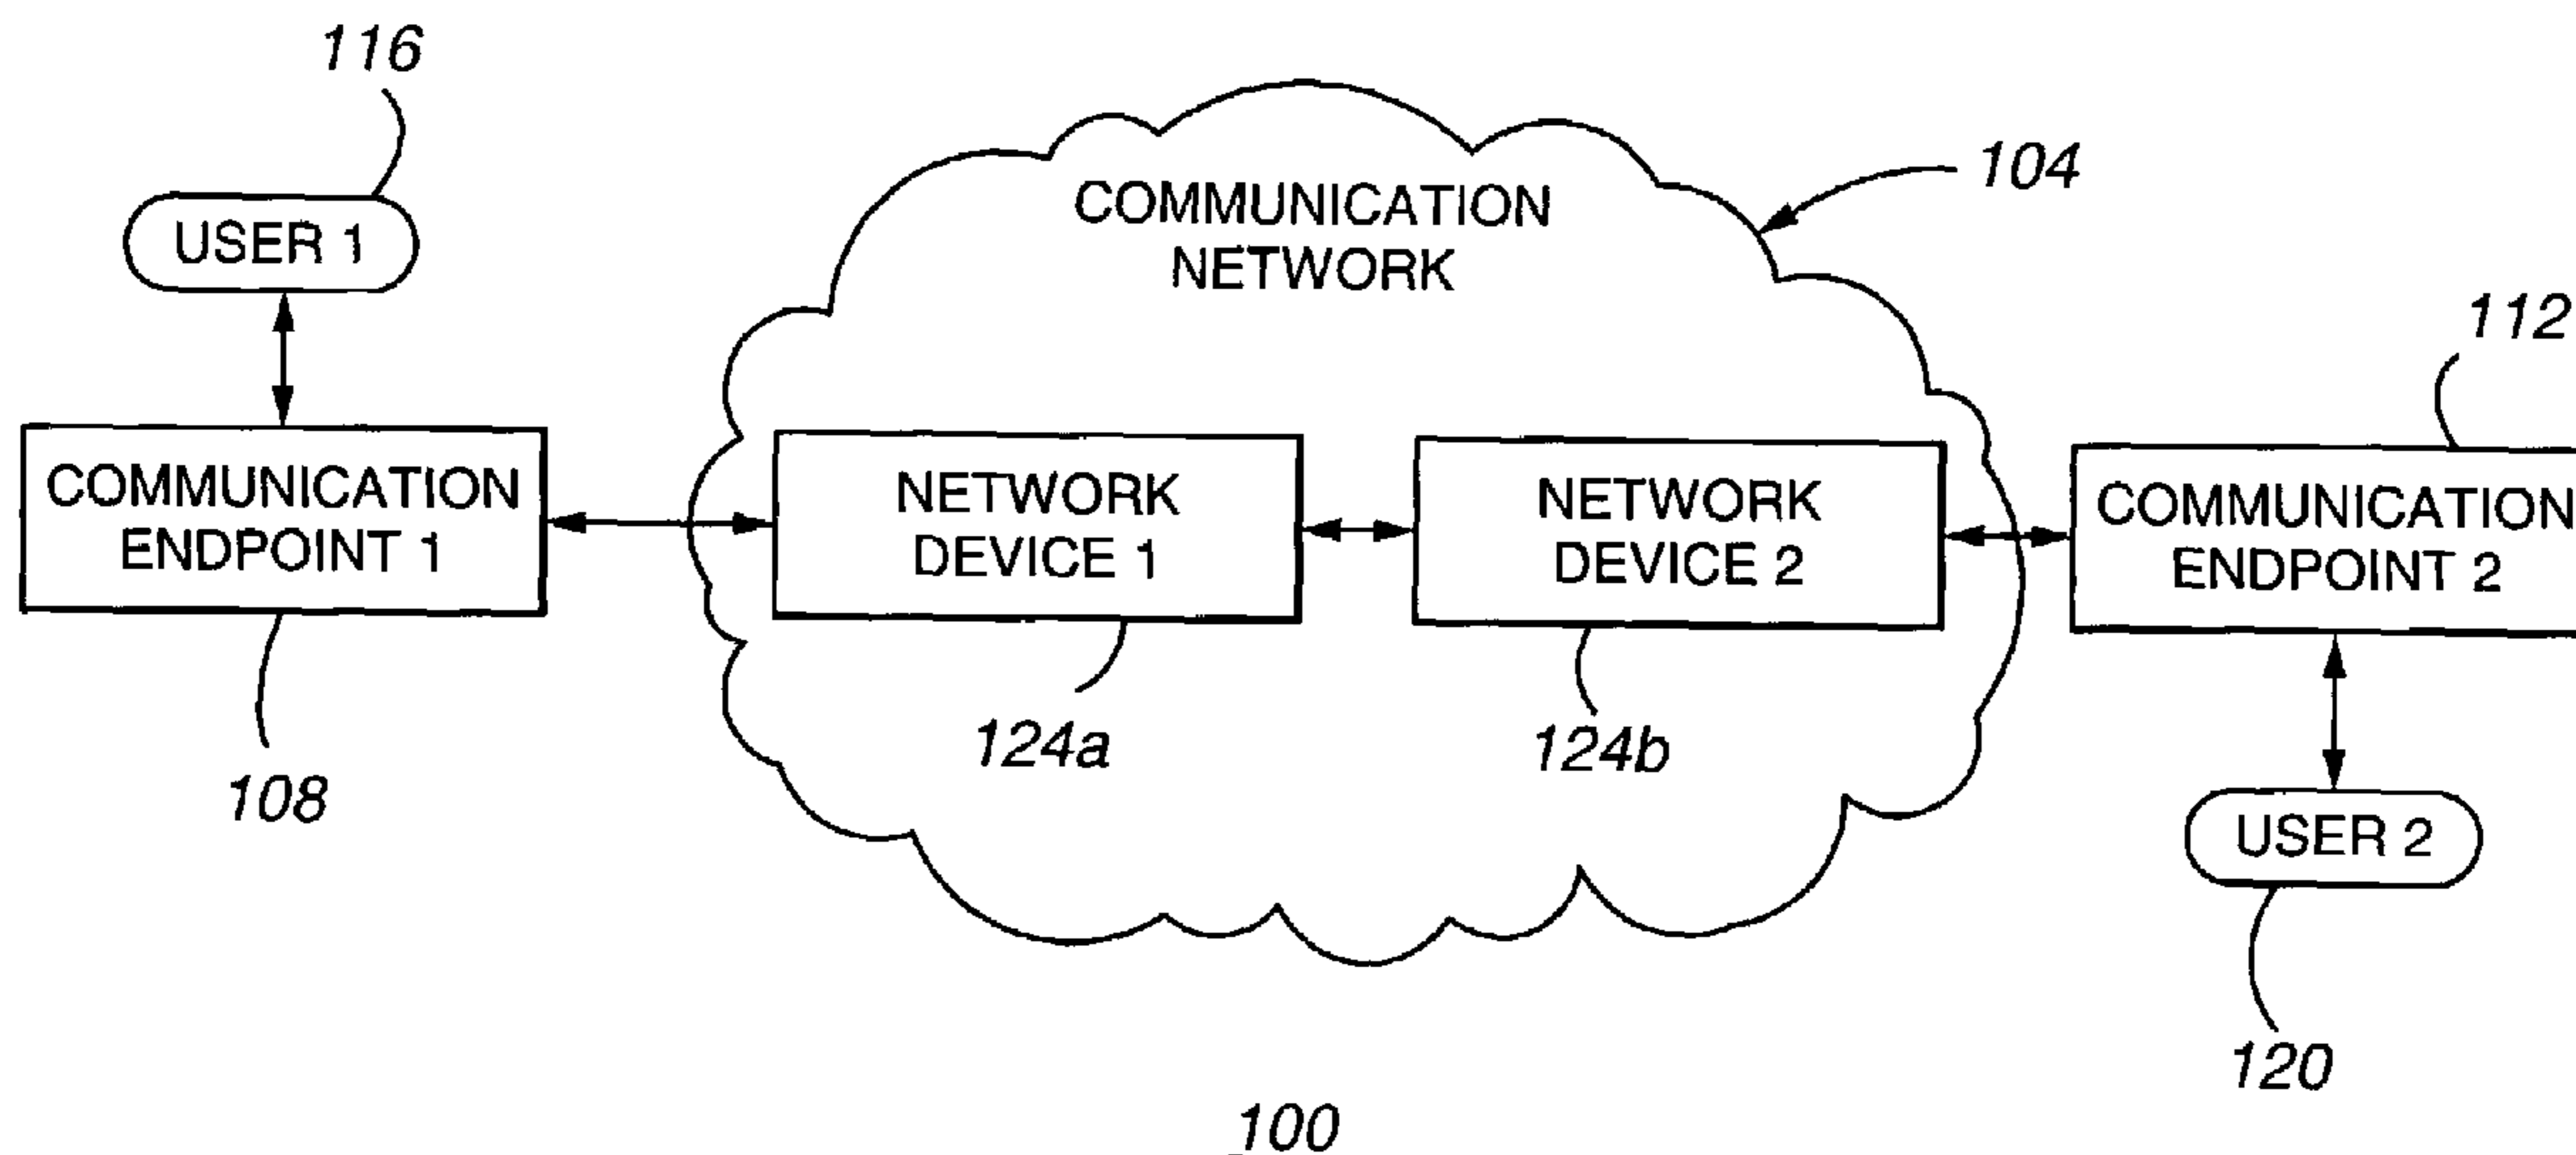 116
USER 1
COMMUNICATION
NETWORK
104
112
COMMUNICATION
ENDPOINT 1
NETWORK
DEVICE 1
NETWORK
DEVICE 2
COMMUNICATION
ENDPOINT 2
108
124a
124b
USER 2
120
100